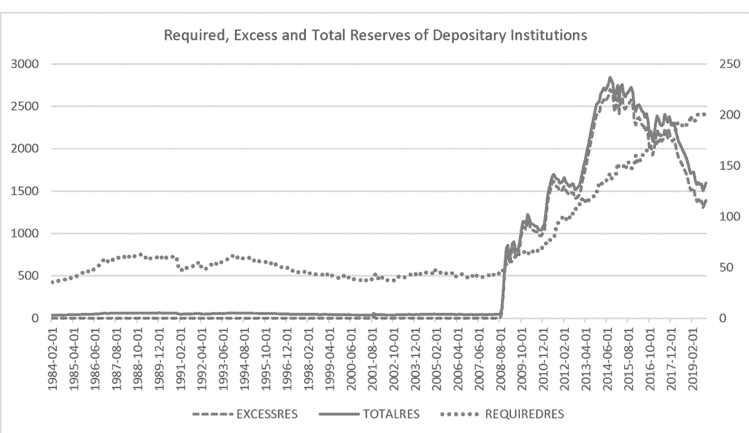 Required, Excess and Total Reserves of Depositary Institutions
3000 250
2500 200
2000
1500 150
1000 100
500 50
0 0
1984-02-01 1985-04-01 1986-06-01 1987-08-01 1988-10-01 1989-12-01 1991-02-01 1992-04-01 1993-06-01 1994-08-01 1995-10-01 1996-12-01 1998-02-01 1999-04-01 2000-06-01 2001-08-01 2002-10-01 2003-12-01 2005-02-01 2006-04-01 2007-06-01 2008-08-01 2009-10-01 2010-12-01 2012-02-01 2013-04-01 2014-06-01 2015-08-01 2016-10-01 2017-12-01 2019-02-01
EXCESSRES TOTALRES REQUIREDRES